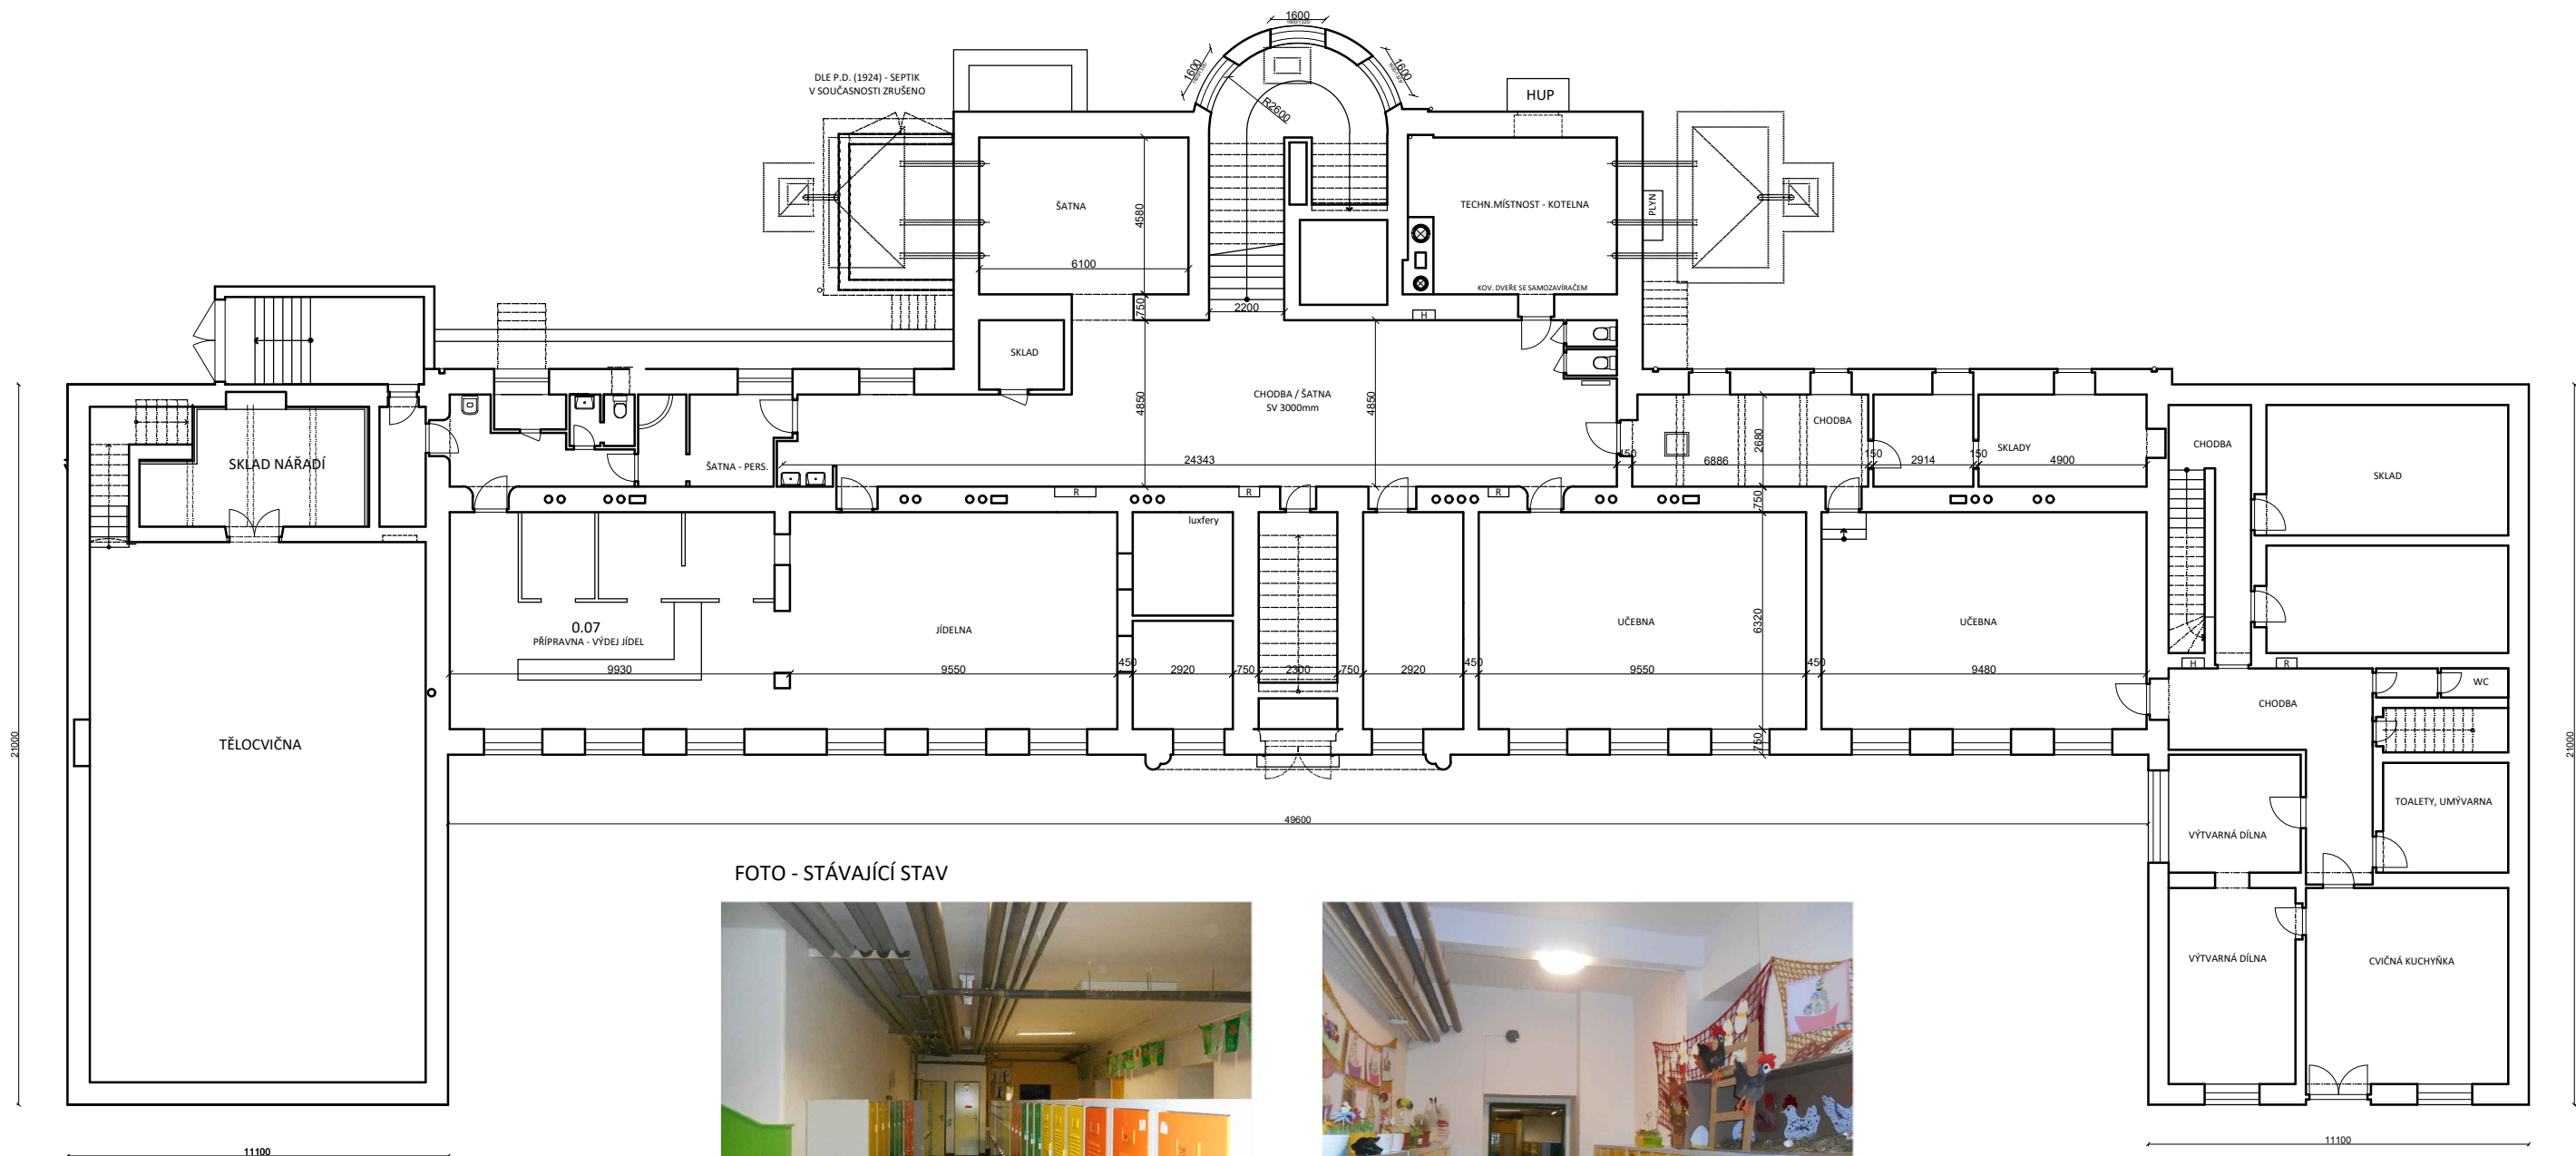 1600
1600
1600
R2600
DLE P.D. (1924) - SEPTIK
V SOUČASNOSTI ZRUŠENO
HUP
ŠATNA
4580
6100
750
2200
TECHN.MÍSTNOST - KOTELNA
PLYN
KOV. DVEŘE SE SAMOZAVÍRAČEM
H
SKLAD
CHODBA / ŠATNA
SV 3000mm
4850
4850
24343
SKLAD NÁŘADÍ
ŠATNA - PERS.
CHODBA
2680
450
6886
150
2914
150
SKLADY
4900
CHODBA
SKLAD
R
R
R
luxfery
750
0.07
PŘÍPRAVNA - VÝDEJ JÍDEL
JÍDELNA
UČEBNA
6320
UČEBNA
9930
9550
450
2920
750
2300
750
2920
450
9550
450
9480
H
R
WC
CHODBA
750
TĚLOCVIČNA
21000
21000
49600
TOALETY, UMÝVARNA
VÝTVARNÁ DÍLNA
VÝTVARNÁ DÍLNA
CVIČNÁ KUCHYŇKA
FOTO - STÁVAJÍCÍ STAV
11100
11100